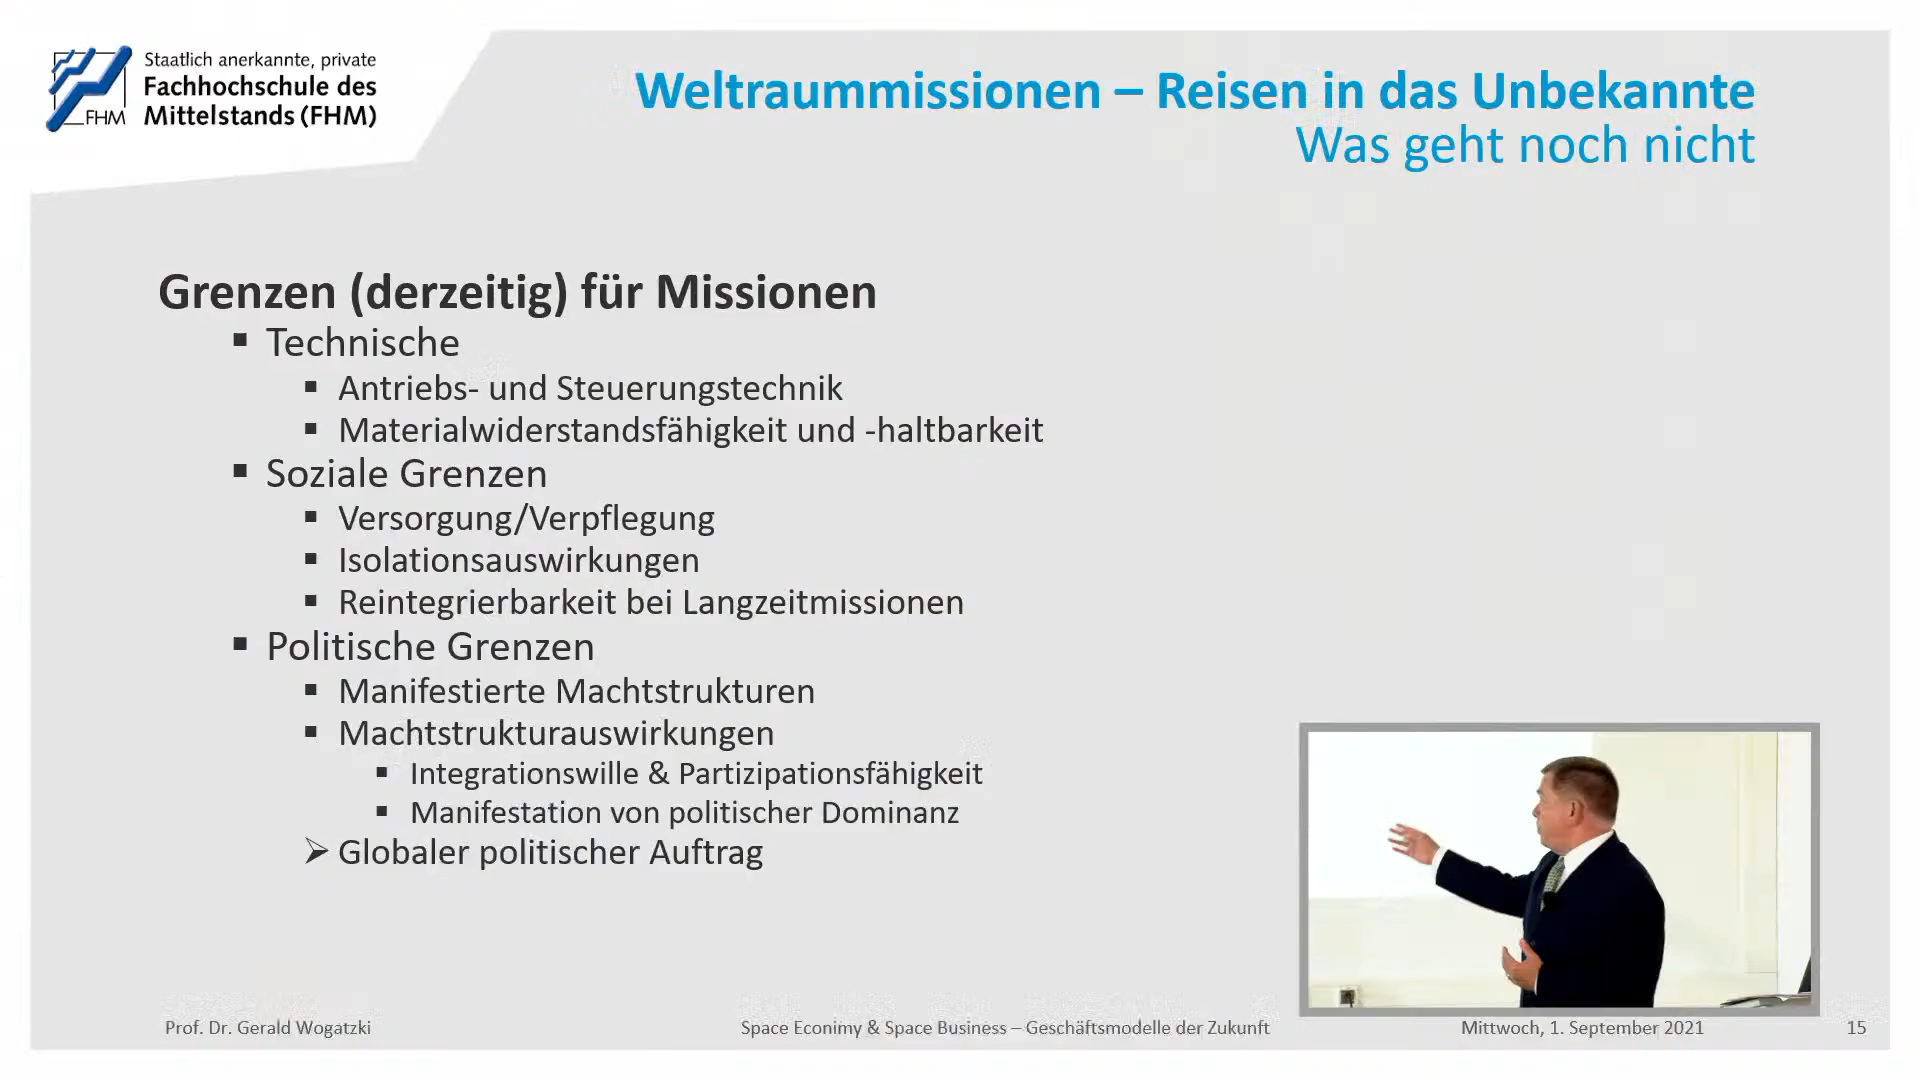 Staatlich anerkannte, private
Fachhochschule des
Mittelstands (FHM)
FHM
Weltraummissionen – Reisen in das Unbekannte
Was geht noch nicht
Grenzen (derzeitig) für Missionen
▪ Technische
▪ Antriebs- und Steuerungstechnik
▪ Materialwiderstandsfähigkeit und -haltbarkeit
▪ Soziale Grenzen
▪ Versorgung/Verpflegung
▪ Isolationsauswirkungen
▪ Reintegrierbarkeit bei Langzeitmissionen
▪ Politische Grenzen
▪ Manifestierte Machtstrukturen
▪ Machtstrukturauswirkungen
▪ Integrationswille & Partizipationsfähigkeit
▪ Manifestation von politischer Dominanz
➢ Globaler politischer Auftrag
Prof. Dr. Gerald Wogatzki
Space Econimy & Space Business – Geschäftsmodelle der Zukunft
Mittwoch, 1. September 2021
15